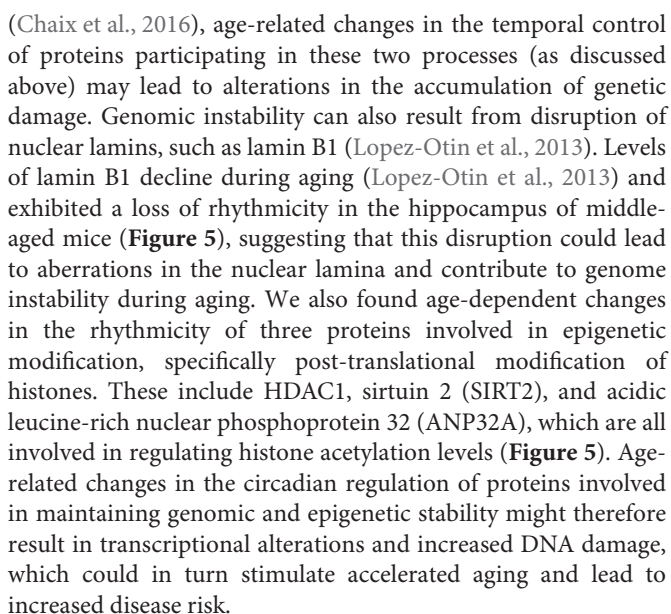 (Chaix et al., 2016), age-related changes in the temporal control
of proteins participating in these two processes (as discussed
above) may lead to alterations in the accumulation of genetic
damage. Genomic instability can also result from disruption of
nuclear lamins, such as lamin B1 (Lopez-Otin et al., 2013). Levels
of lamin B1 decline during aging (Lopez-Otin et al., 2013) and
exhibited a loss of rhythmicity in the hippocampus of middle-
aged mice (Figure 5), suggesting that this disruption could lead
to aberrations in the nuclear lamina and contribute to genome
instability during aging. We also found age-dependent changes
in the rhythmicity of three proteins involved in epigenetic
modification, specifically post-translational modification of
histones. These include HDAC1, sirtuin 2 (SIRT2), and acidic
leucine-rich nuclear phosphoprotein 32 (ANP32A), which are all
involved in regulating histone acetylation levels (Figure 5). Age-
related changes in the circadian regulation of proteins involved
in maintaining genomic and epigenetic stability might therefore
result in transcriptional alterations and increased DNA damage,
which could in turn stimulate accelerated aging and lead to
increased disease risk.